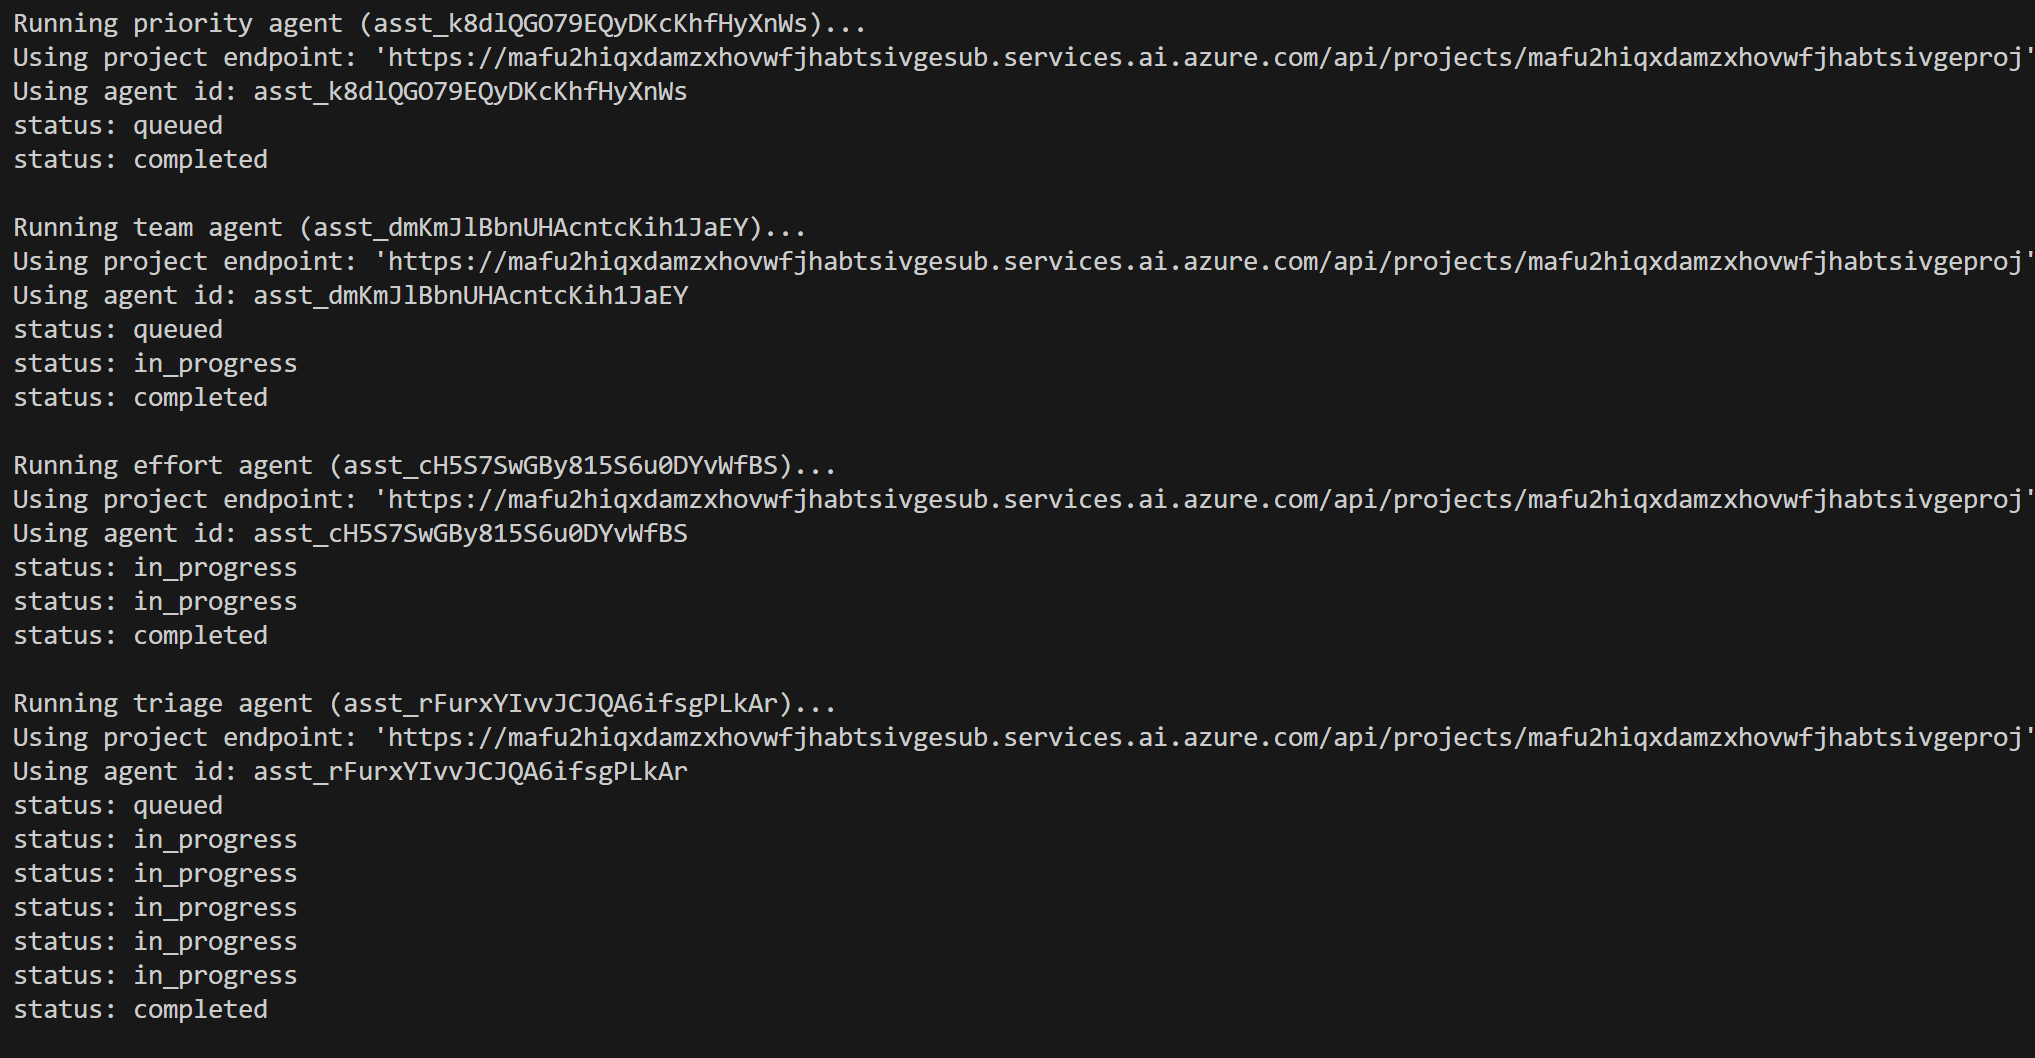 Running priority agent (asst_k8dlQGO79EQyDKcKhfHyXnWs)...
Using project endpoint: 'https://mafu2hiqxdamzxhovwfjhabtsivgesub.services.ai.azure.com/api/projects/mafu2hiqxdamzxhovwfjhabtsivgeproj'
Using agent id: asst_k8dlQGO79EQyDKcKhfHyXnWs
status: queued
status: completed

Running team agent (asst_dmKmJlBbnUHAcntcKih1JaEY)...
Using project endpoint: 'https://mafu2hiqxdamzxhovwfjhabtsivgesub.services.ai.azure.com/api/projects/mafu2hiqxdamzxhovwfjhabtsivgeproj'
Using agent id: asst_dmKmJlBbnUHAcntcKih1JaEY
status: queued
status: in_progress
status: completed

Running effort agent (asst_cH5S7SwGBy815S6u0DYvWfBS)...
Using project endpoint: 'https://mafu2hiqxdamzxhovwfjhabtsivgesub.services.ai.azure.com/api/projects/mafu2hiqxdamzxhovwfjhabtsivgeproj'
Using agent id: asst_cH5S7SwGBy815S6u0DYvWfBS
status: in_progress
status: in_progress
status: completed

Running triage agent (asst_rFurxYIvvJCJQA6ifsgPLkAr)...
Using project endpoint: 'https://mafu2hiqxdamzxhovwfjhabtsivgesub.services.ai.azure.com/api/projects/mafu2hiqxdamzxhovwfjhabtsivgeproj'
Using agent id: asst_rFurxYIvvJCJQA6ifsgPLkAr
status: queued
status: in_progress
status: in_progress
status: in_progress
status: in_progress
status: in_progress
status: completed